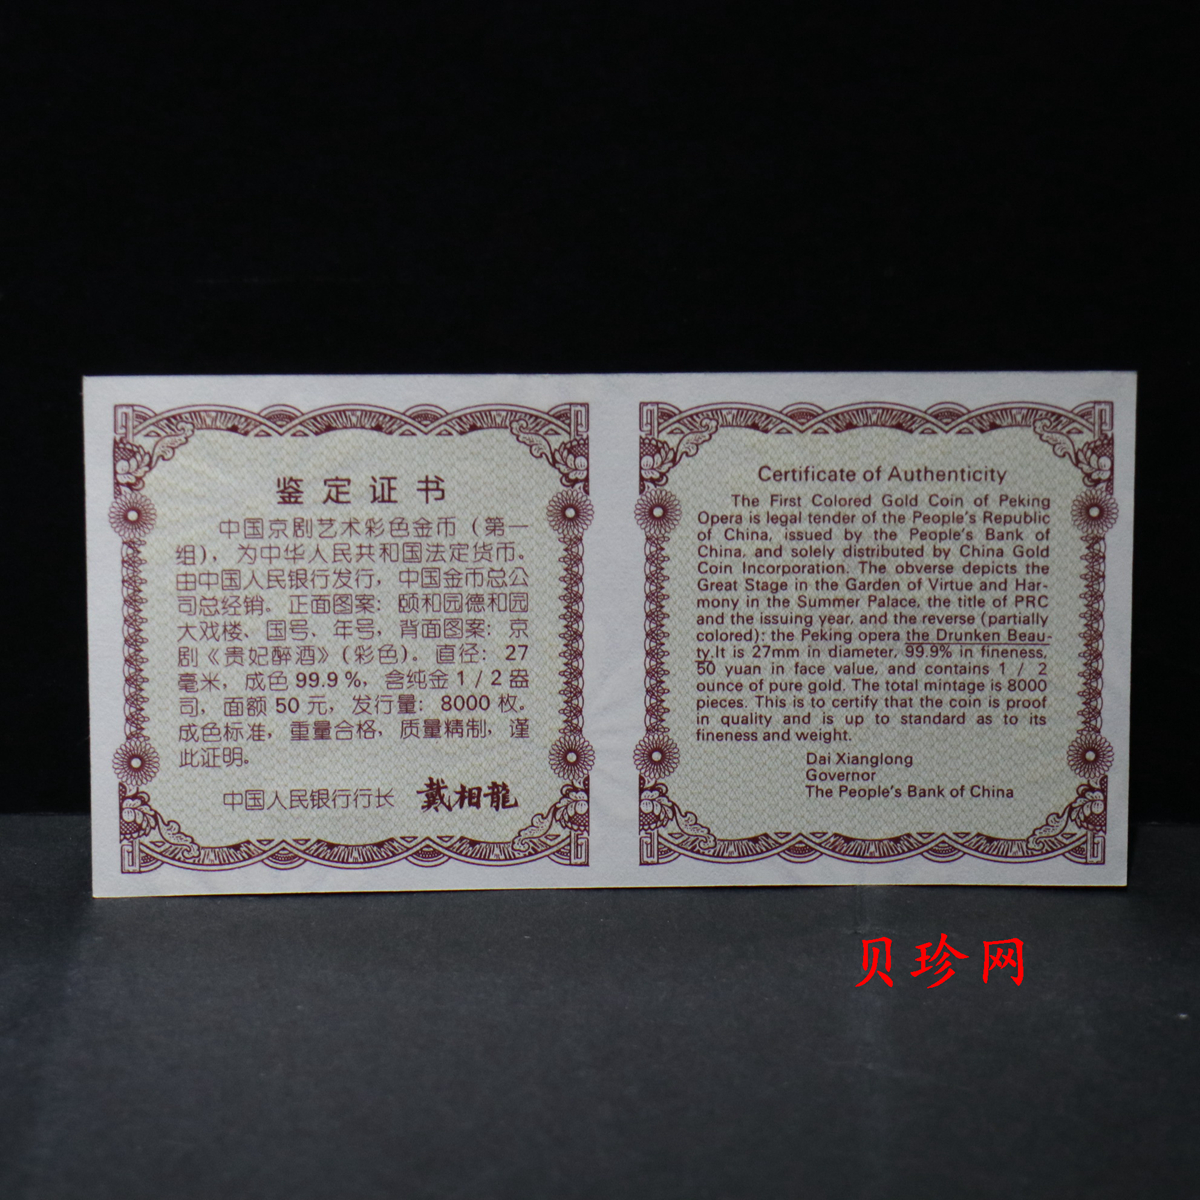 鉴定证书
中国京剧艺术彩色金币（第一
组），为中华人民共和国法定货币。
由中国人民银行发行，中国金币总公
司总经销。正面图案：颐和园德和园
大戏楼、国号、年号，背面图案：京
剧《贵妃醉酒》（彩色）。直径：27
毫米，成色99.9%，含纯金1/2盎
司，面额50元，发行量：8000枚。
成色标准，重量合格，质量精制，谨
此证明。
中国人民银行行长 戴相龍
Certificate of Authenticity
The First Colored Gold Coin of Peking
Opera is legal tender of the People's Republic
of China, issued by the People's Bank of
China, and solely distributed by China Gold
Coin Incorporation. The obverse depicts the
Great Stage in the Garden of Virtue and Har-
mony in the Summer Palace, the title of PRC
and the issuing year, and the reverse (partially
colored): the Peking opera the Drunken Beau-
ty.It is 27mm in diameter, 99.9% in fineness,
50 yuan in face value, and contains 1 / 2
ounce of pure gold. The total mintage is 8000
pieces. This is to certify that the coin is proof
in quality and is up to standard as to its
fineness and weight.
Dai Xianglong
Governor
The People's Bank of China
贝珍网